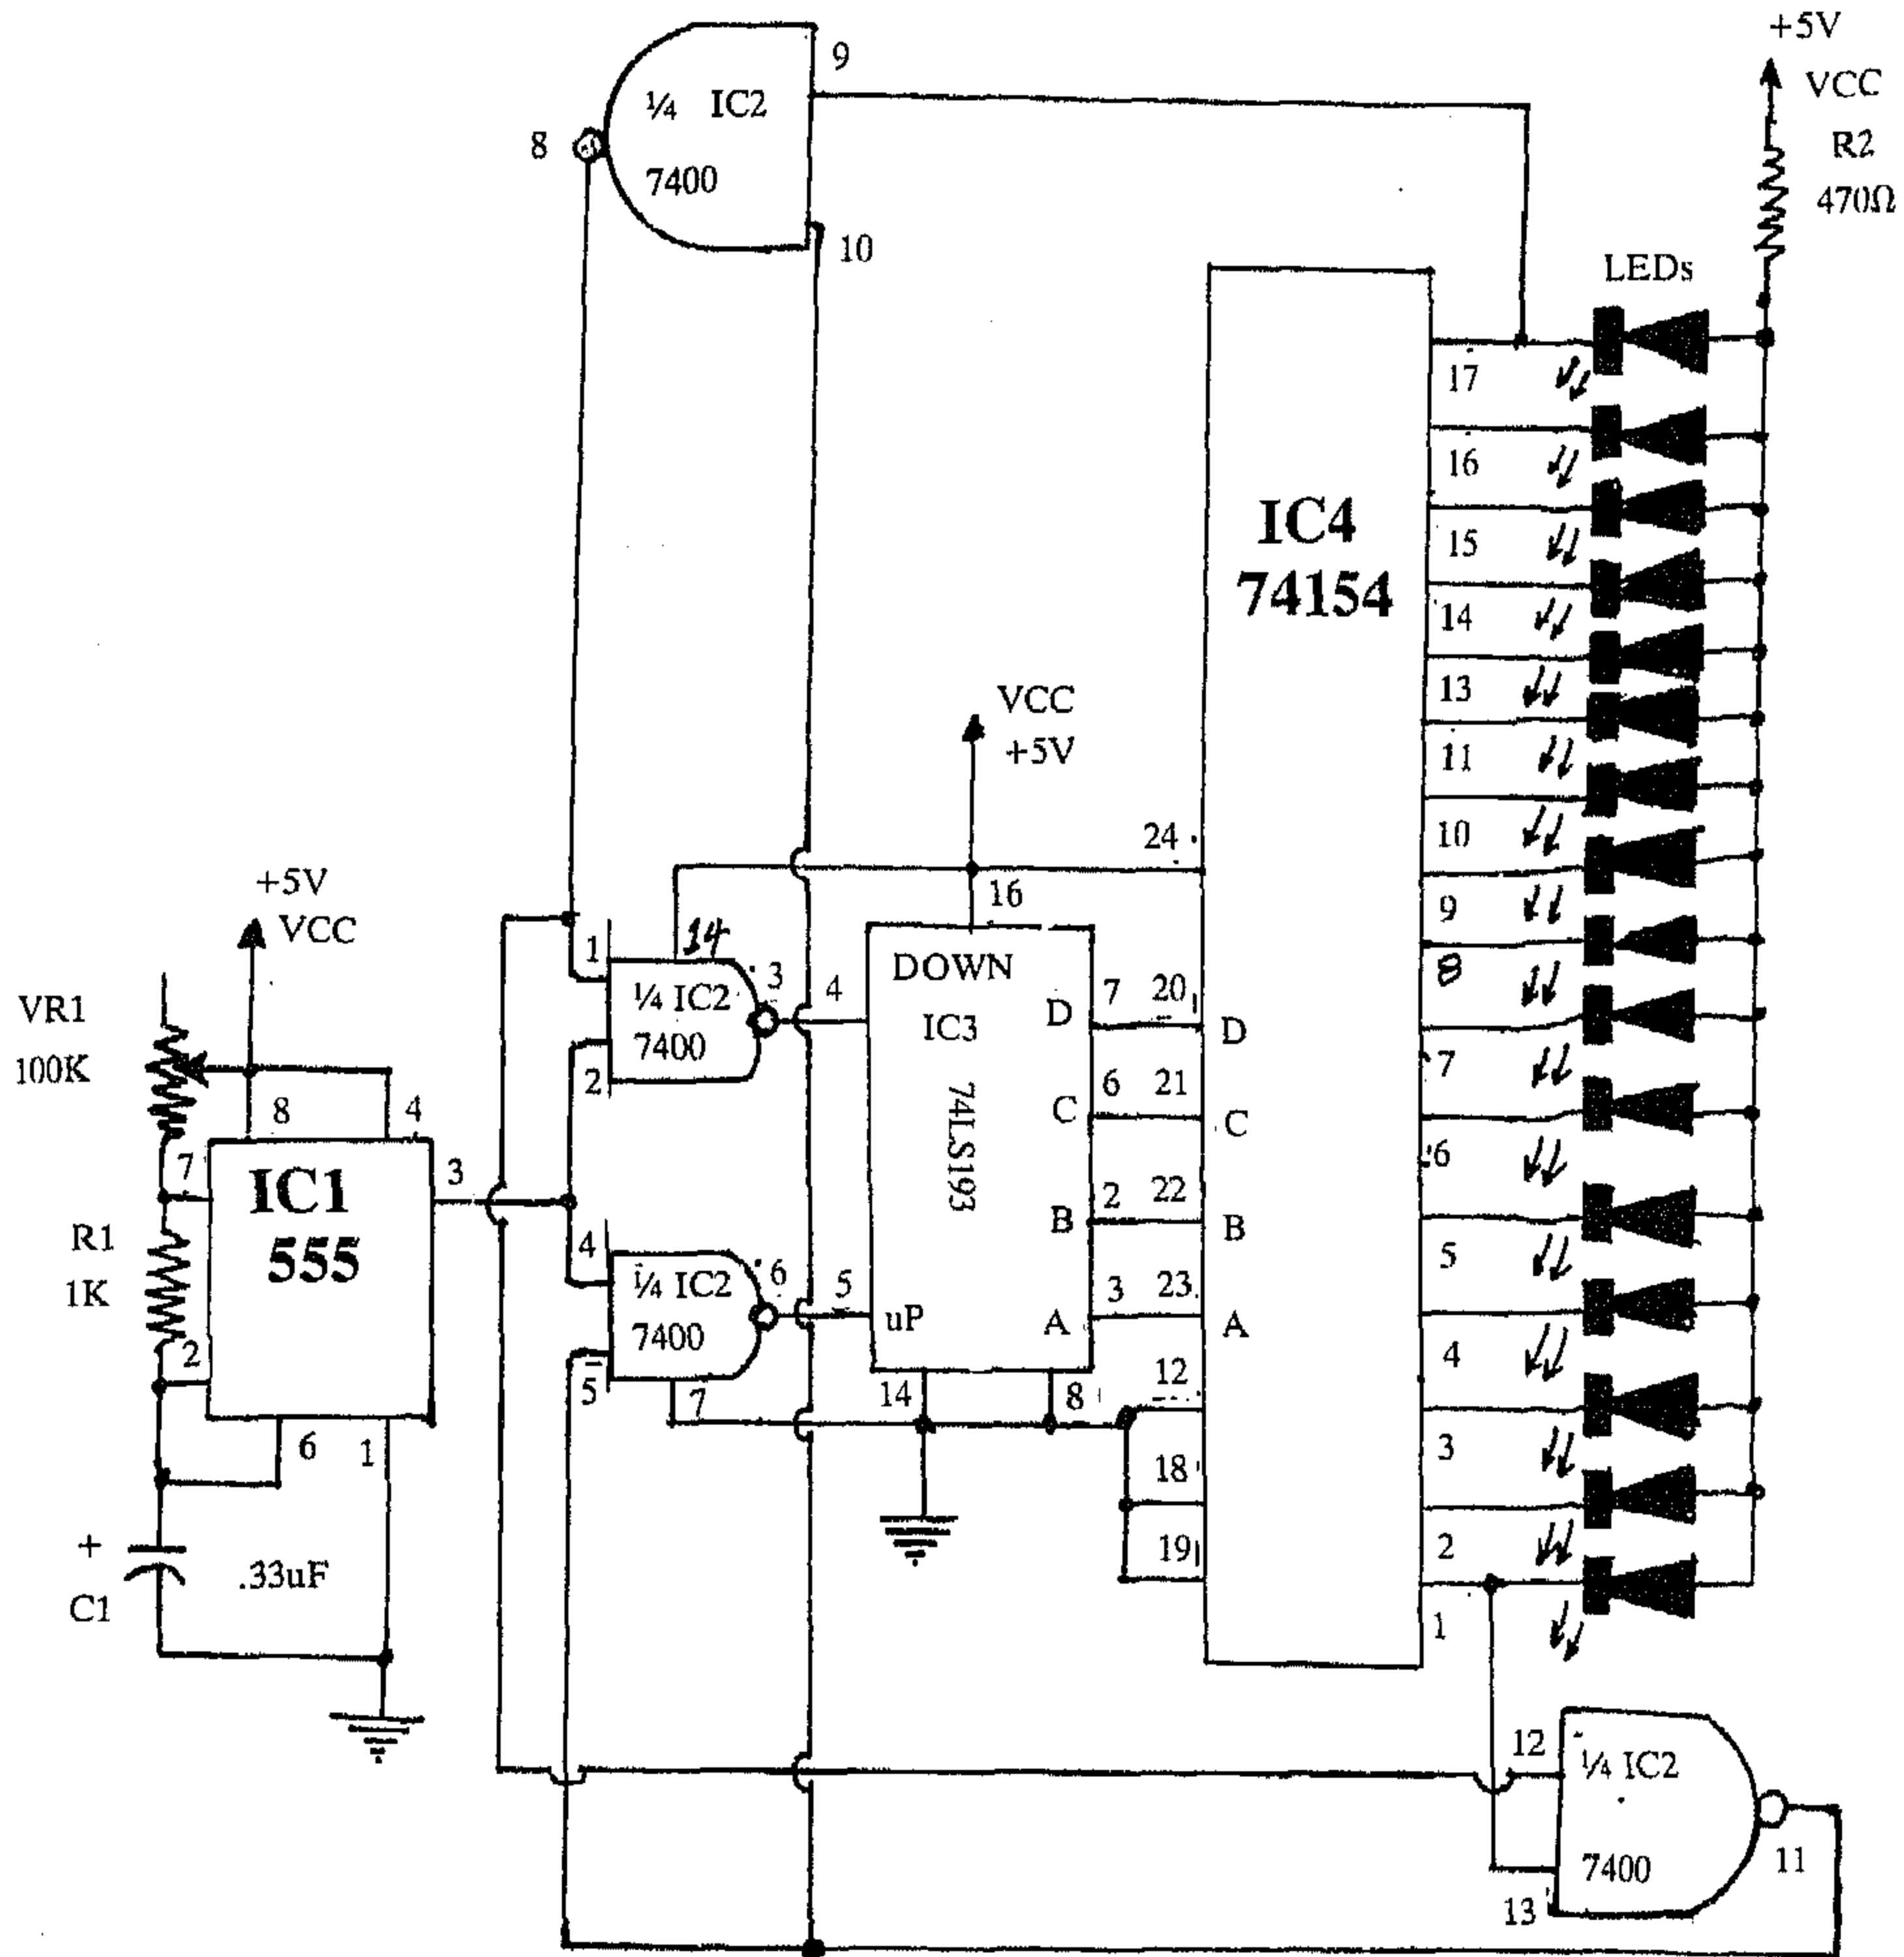 +5V
VCC
R2
470Ω
LEDs
9
¼ IC2
8
7400
10
IC4
74154
17
16
15
14
13
11
10
9
8
7
6
5
4
3
2
1
VCC
+5V
24
16
+5V
VCC
VR1
100K
8
4
7
IC1
555
3
R1
1K
2
6
1
+
.33uF
C1
1
14
¼ IC2
3
7400
2
4
¼ IC2
6
7400
5
7
4
DOWN
IC3
74LS193
5
uP
14
8
D
7
20
D
C
6
21
C
B
2
22
B
A
3
23
A
12
18
19
12
¼ IC2
7400
13
11